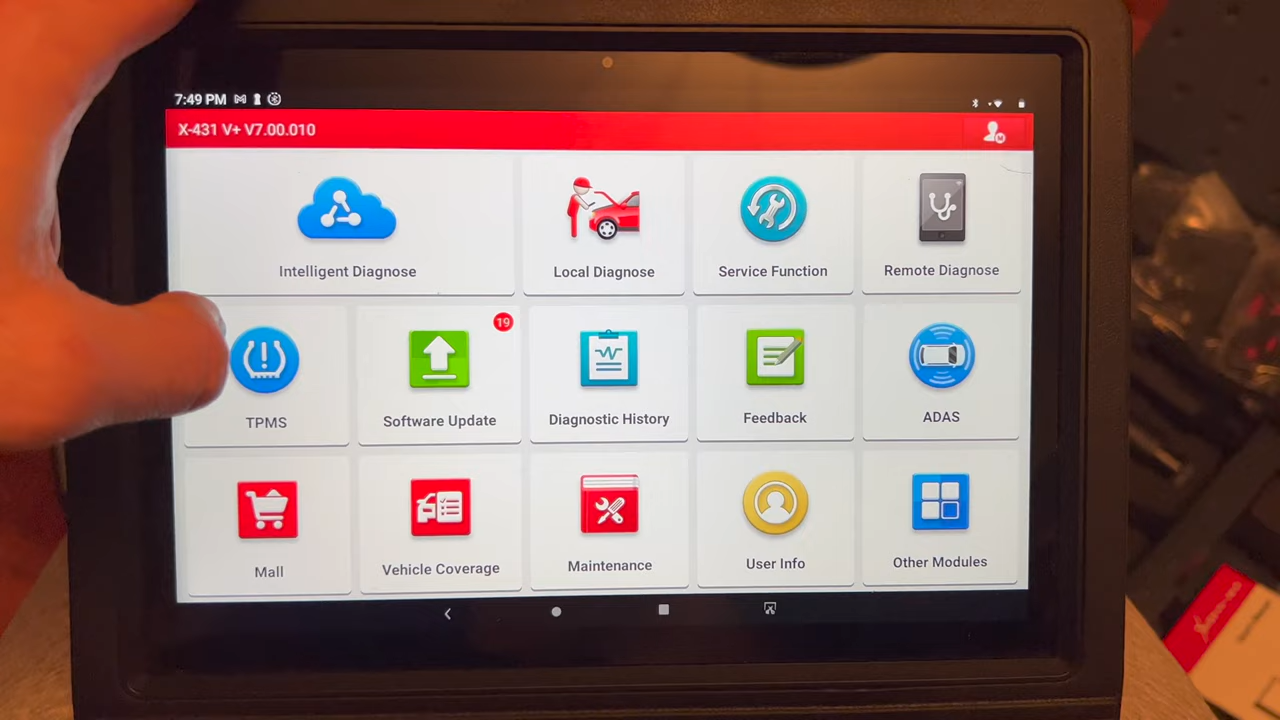 7:49 PM
X-431 V+ V7.00.010
Intelligent Diagnose
Local Diagnose
Service Function
Remote Diagnose
TPMS
19
Software Update
Diagnostic History
Feedback
ADAS
Mall
Vehicle Coverage
Maintenance
User Info
Other Modules